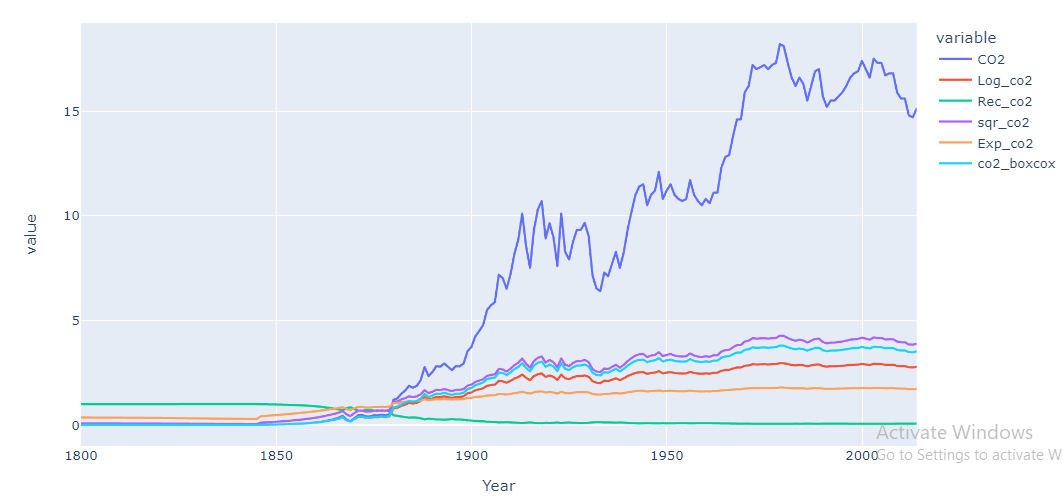 variable
CO2
Log_co2
Rec_co2
sqr_co2
Exp_co2
co2_boxcox
value
15
10
5
0
1800 1850 1900 1950 2000
Year
Activate Windows
Go to Settings to activate W